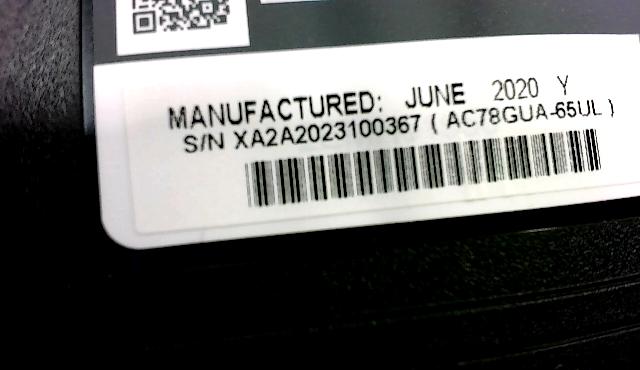 MANUFACTURED: JUNE 2020 Y
S/N XA2A2023100367 ( AC78GUA-65UL )